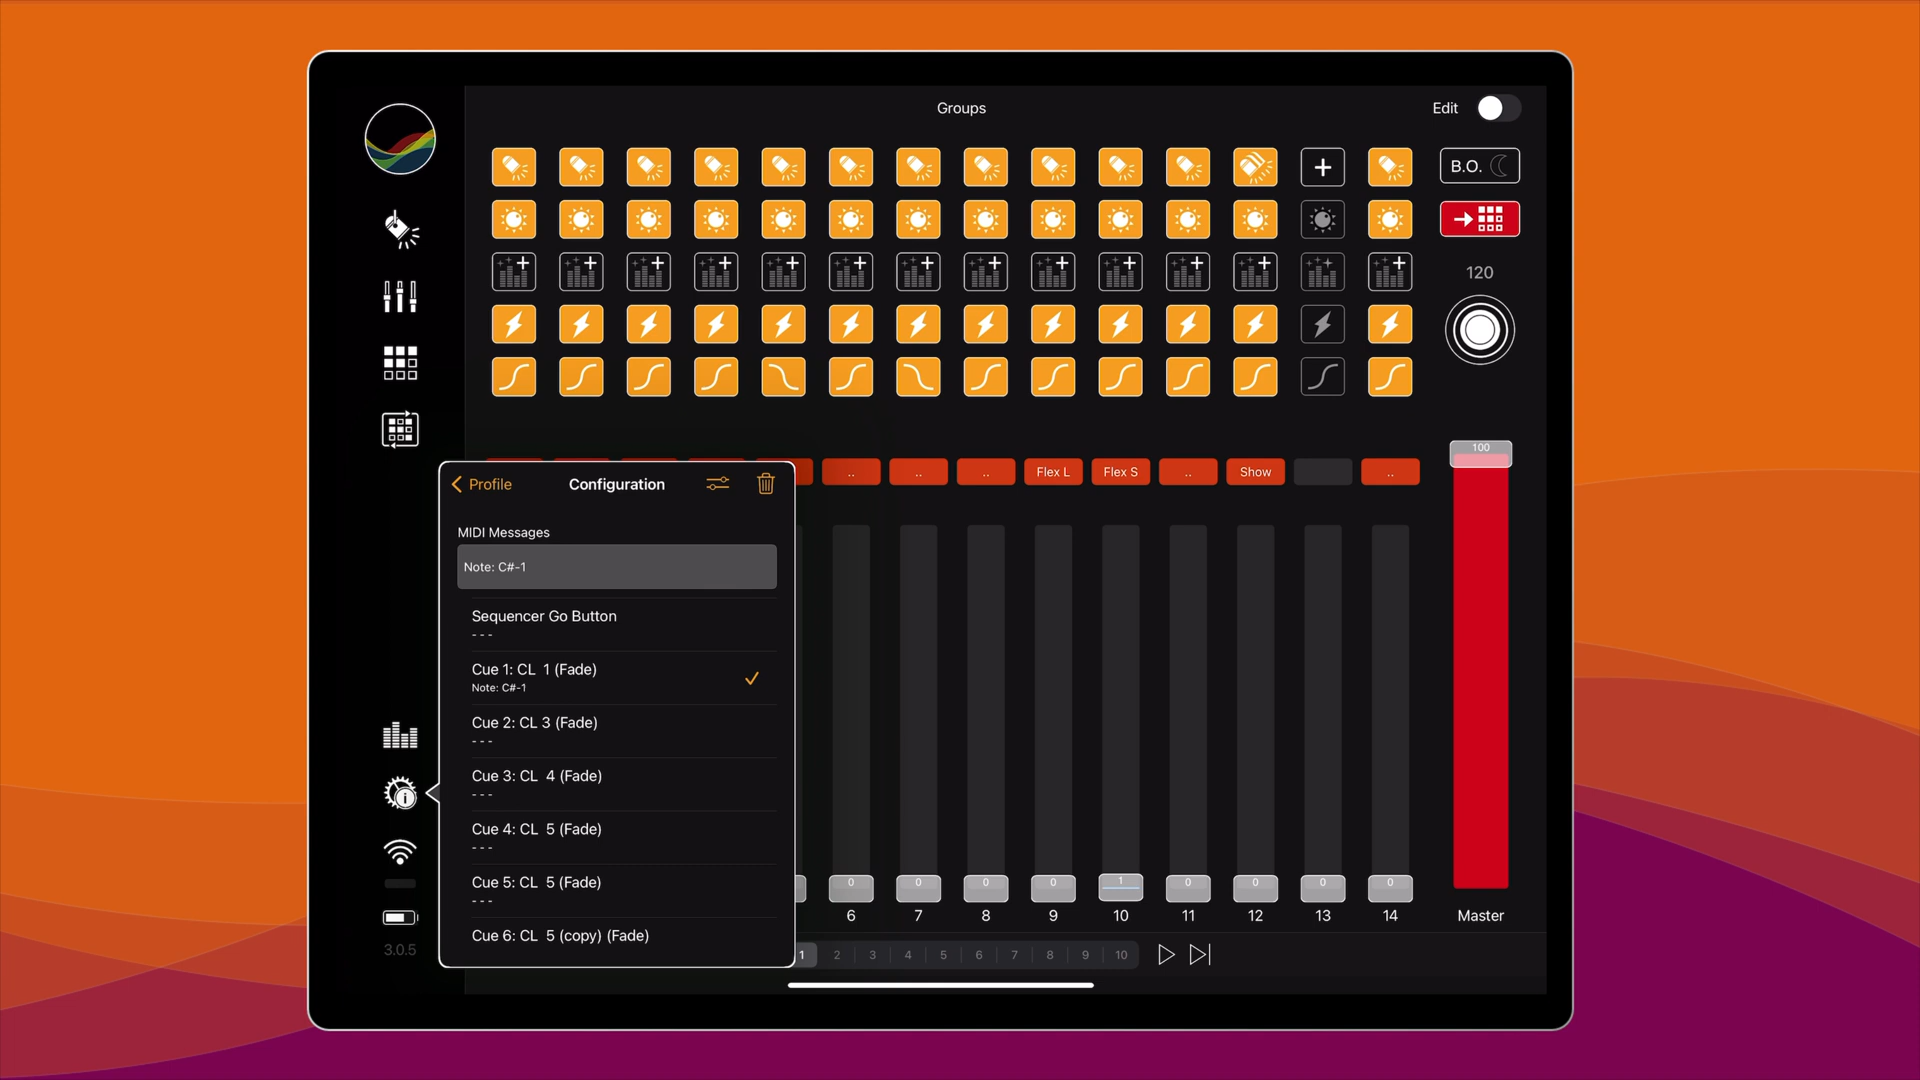 Groups
Edit
B.O.
120
100
..
..
..
Flex L
Flex S
..
Show
..
Profile
Configuration
MIDI Messages
Note: C#-1
Sequencer Go Button
---
Cue 1: CL  1 (Fade)
Note: C#-1
Cue 2: CL 3 (Fade)
---
Cue 3: CL  4 (Fade)
---
Cue 4: CL  5 (Fade)
---
Cue 5: CL  5 (Fade)
---
Cue 6: CL  5 (copy) (Fade)
0
0
0
0
1
0
0
0
0
6
7
8
9
10
11
12
13
14
Master
3.0.5
1
2
3
4
5
6
7
8
9
10